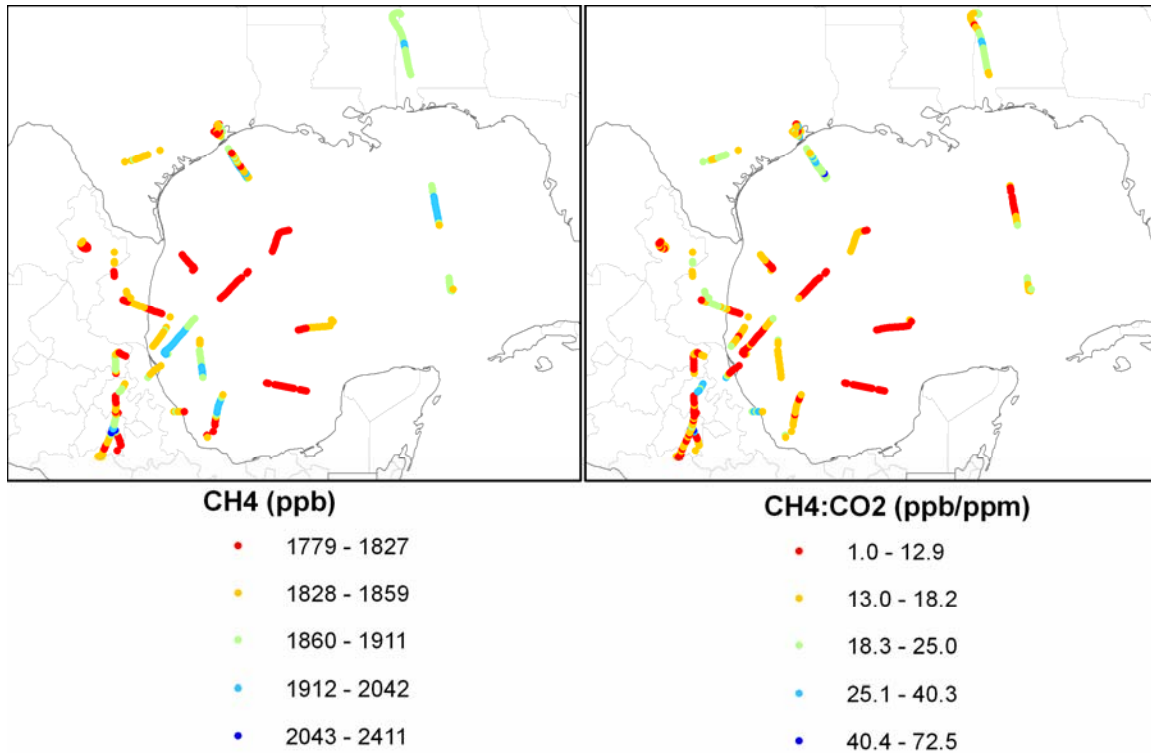 CH4 (ppb)
1779 - 1827
1828 - 1859
1860 - 1911
1912 - 2042
2043 - 2411
CH4:CO2 (ppb/ppm)
1.0 - 12.9
13.0 - 18.2
18.3 - 25.0
25.1 - 40.3
40.4 - 72.5